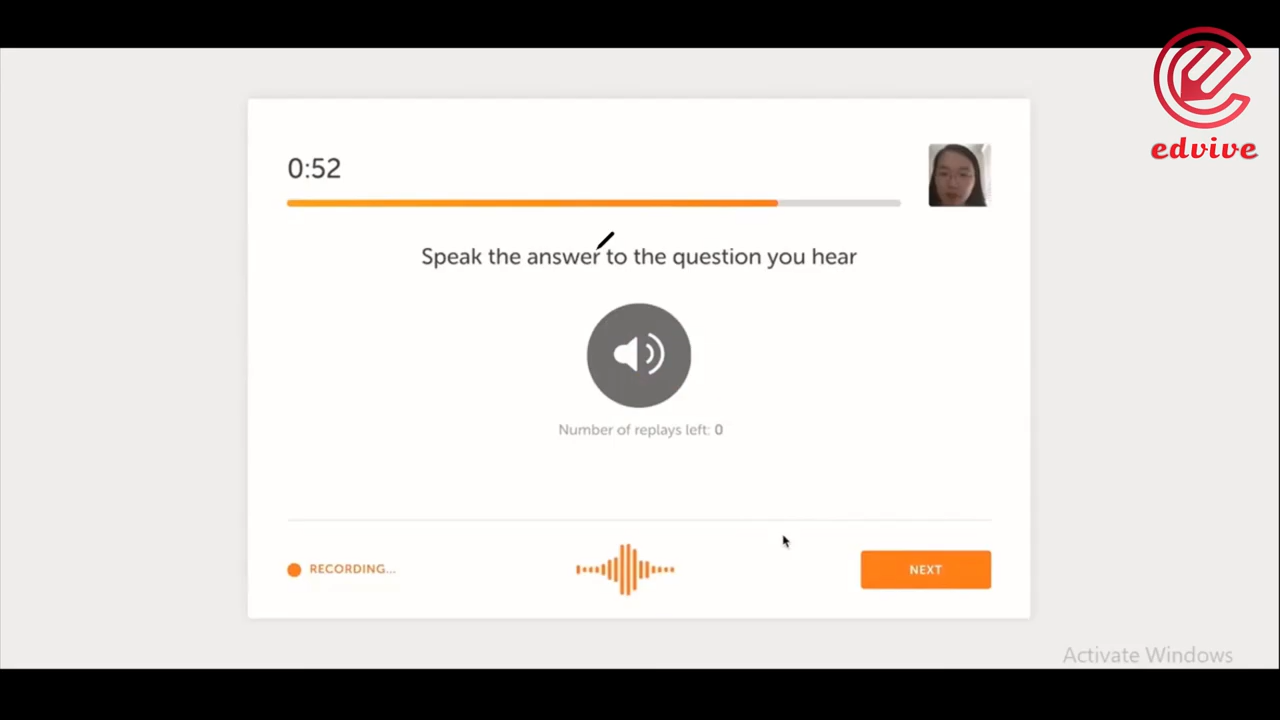 edvive
0:52
Speak the answer to the question you hear
Number of replays left: 0
RECORDING...
NEXT
Activate Windows